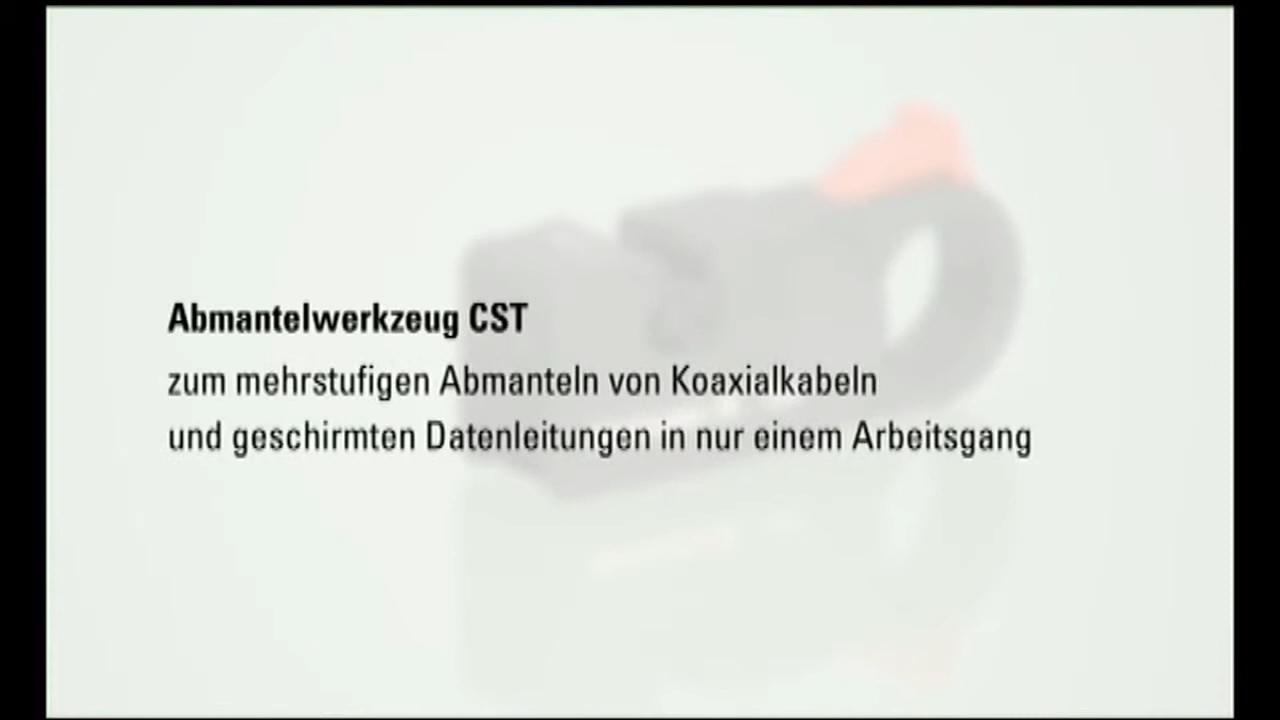 Abmantelwerkzeug CST
zum mehrstufigen Abmanteln von Koaxialkabeln
und geschirmten Datenleitungen in nur einem Arbeitsgang